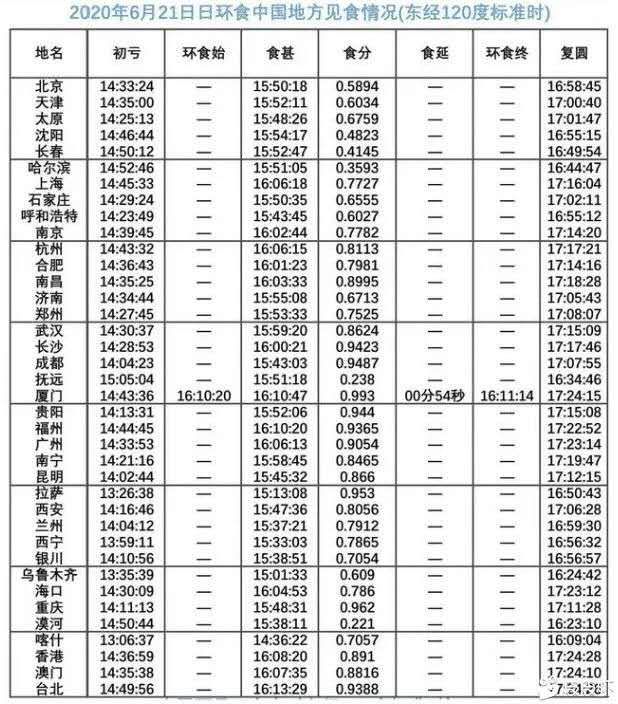 2020年6月21日日环食中国地方见食情况(东经120度标准时)
地名 初亏 环食始 食甚 食分 食延 环食终 复圆
北京 14:33:24 — 15:50:18 0.5894 — — 16:58:45
天津 14:35:00 — 15:52:11 0.6034 — — 17:00:40
太原 14:25:13 — 15:48:26 0.6759 — — 17:01:47
沈阳 14:46:44 — 15:54:17 0.4823 — — 16:55:15
长春 14:50:12 — 15:52:47 0.4145 — — 16:49:54
哈尔滨 14:52:46 — 15:51:05 0.3593 — — 16:44:47
上海 14:45:33 — 16:06:18 0.7727 — — 17:16:04
石家庄 14:29:24 — 15:50:35 0.6555 — — 17:02:11
呼和浩特 14:23:49 — 15:43:45 0.6027 — — 16:55:12
南京 14:39:45 — 16:02:44 0.7782 — — 17:14:20
杭州 14:43:32 — 16:06:15 0.8113 — — 17:17:21
合肥 14:36:43 — 16:01:23 0.7981 — — 17:14:16
南昌 14:35:25 — 16:03:33 0.8995 — — 17:18:28
济南 14:34:44 — 15:55:08 0.6713 — — 17:05:43
郑州 14:27:45 — 15:53:33 0.7525 — — 17:08:07
武汉 14:30:37 — 15:59:20 0.8624 — — 17:15:09
长沙 14:28:53 — 16:00:21 0.9423 — — 17:17:46
成都 14:04:23 — 15:43:03 0.9487 — — 17:07:55
抚远 15:05:04 — 15:51:18 0.238 — — 16:34:46
厦门 14:43:36 16:10:20 16:10:47 0.993 00分54秒 16:11:14 17:24:15
贵阳 14:13:31 — 15:52:06 0.944 — — 17:15:08
福州 14:44:45 — 16:10:20 0.9365 — — 17:22:52
广州 14:33:53 — 16:06:13 0.9054 — — 17:23:14
南宁 14:21:16 — 15:58:45 0.8465 — — 17:19:47
昆明 14:02:44 — 15:45:32 0.866 — — 17:12:15
拉萨 13:26:38 — 15:13:08 0.953 — — 16:50:43
西安 14:16:46 — 15:47:36 0.8056 — — 17:06:28
兰州 14:04:12 — 15:37:21 0.7912 — — 16:59:30
西宁 13:59:11 — 15:33:03 0.7865 — — 16:56:32
银川 14:10:56 — 15:38:51 0.7054 — — 16:56:57
乌鲁木齐 13:35:39 — 15:01:33 0.609 — — 16:24:42
海口 14:30:09 — 16:04:53 0.786 — — 17:23:12
重庆 14:11:13 — 15:48:31 0.962 — — 17:11:28
漠河 14:50:44 — 15:38:11 0.221 — — 16:23:10
喀什 13:06:37 — 14:36:22 0.7057 — — 16:09:04
香港 14:36:59 — 16:08:20 0.891 — — 17:24:28
澳门 14:35:38 — 16:07:35 0.8816 — — 17:24:10
台北 14:49:56 — 16:13:29 0.9388 — —